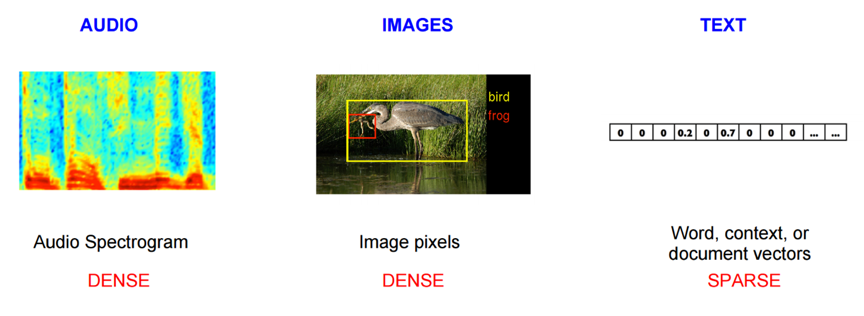 AUDIO
IMAGES
TEXT
bird
frog
0 0 0 0.2 0 0.7 0 0 0 ... ...
Audio Spectrogram
Image pixels
Word, context, or
document vectors
DENSE
DENSE
SPARSE